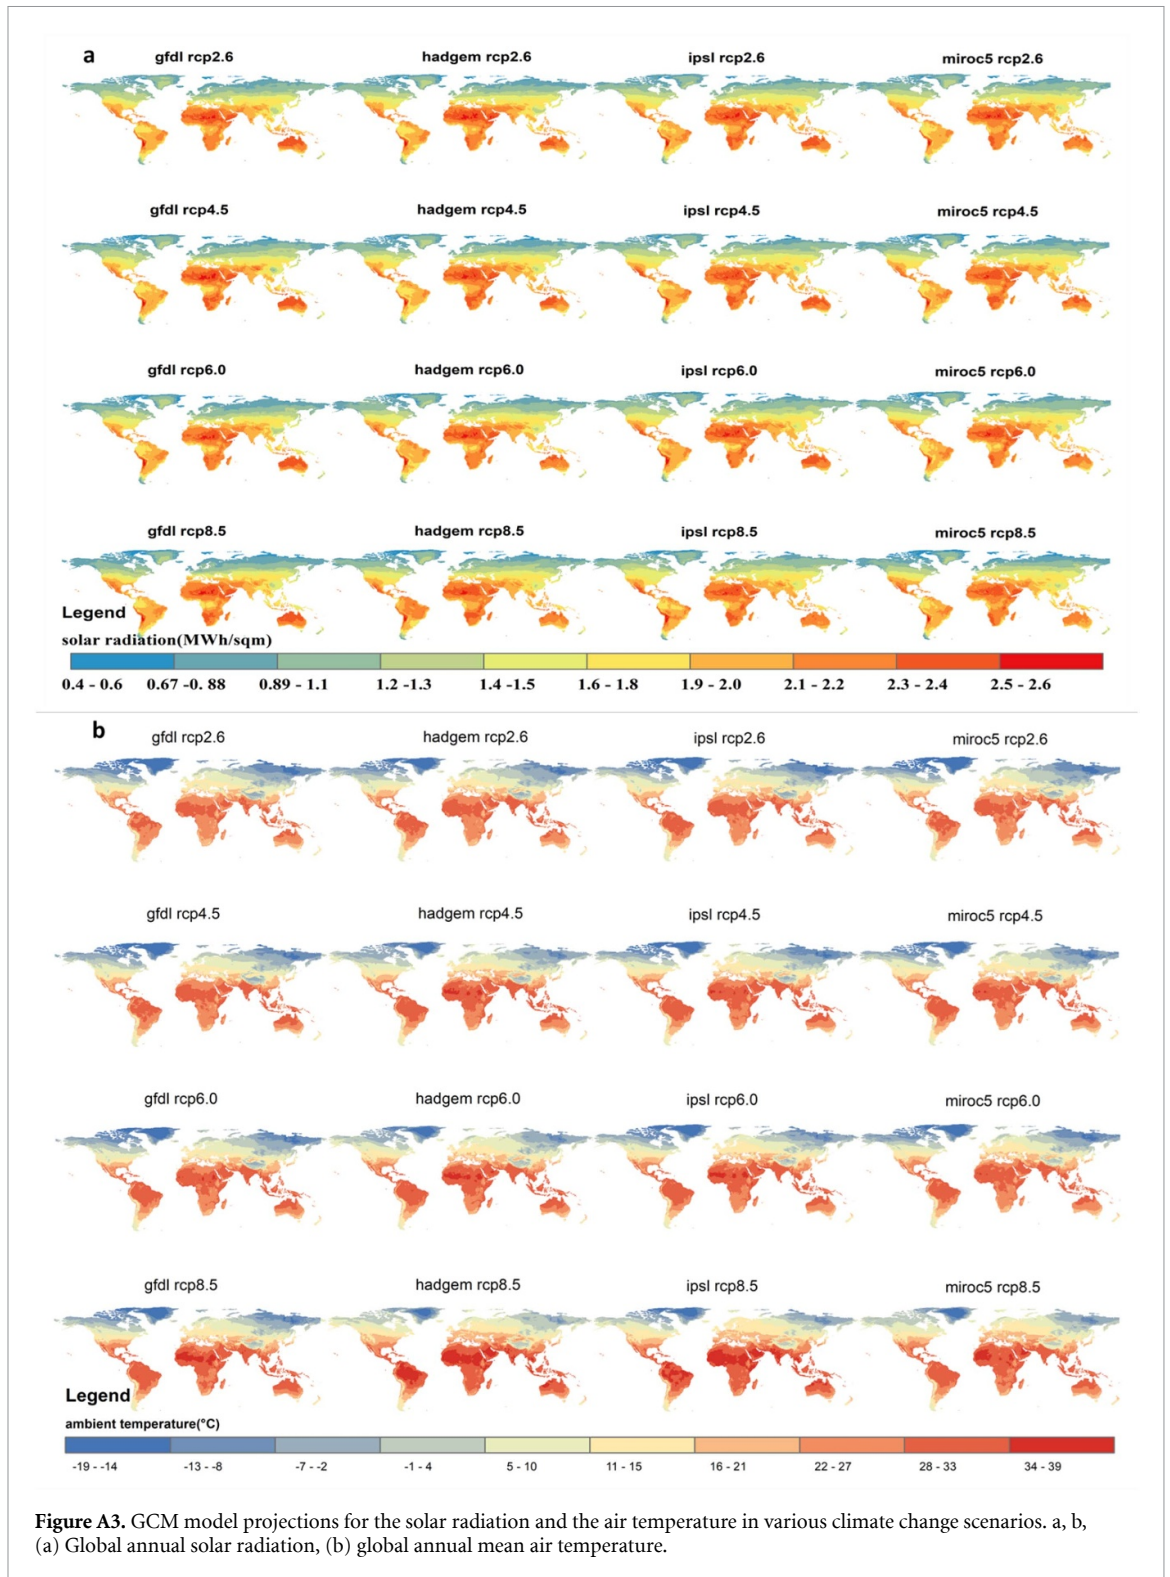 a
gfdl rcp2.6 hadgem rcp2.6 ipsl rcp2.6 miroc5 rcp2.6
gfdl rcp4.5 hadgem rcp4.5 ipsl rcp4.5 miroc5 rcp4.5
gfdl rcp6.0 hadgem rcp6.0 ipsl rcp6.0 miroc5 rcp6.0
gfdl rcp8.5 hadgem rcp8.5 ipsl rcp8.5 miroc5 rcp8.5
Legend
solar radiation(MWh/sqm)
0.4 - 0.6 0.67 -0. 88 0.89 - 1.1 1.2 -1.3 1.4 -1.5 1.6 - 1.8 1.9 - 2.0 2.1 - 2.2 2.3 - 2.4 2.5 - 2.6
b
gfdl rcp2.6 hadgem rcp2.6 ipsl rcp2.6 miroc5 rcp2.6
gfdl rcp4.5 hadgem rcp4.5 ipsl rcp4.5 miroc5 rcp4.5
gfdl rcp6.0 hadgem rcp6.0 ipsl rcp6.0 miroc5 rcp6.0
gfdl rcp8.5 hadgem rcp8.5 ipsl rcp8.5 miroc5 rcp8.5
Legend
ambient temperature(°C)
-19 - -14 -13 - -8 -7 - -2 -1 - 4 5 - 10 11 - 15 16 - 21 22 - 27 28 - 33 34 - 39
Figure A3. GCM model projections for the solar radiation and the air temperature in various climate change scenarios. a, b,
(a) Global annual solar radiation, (b) global annual mean air temperature.